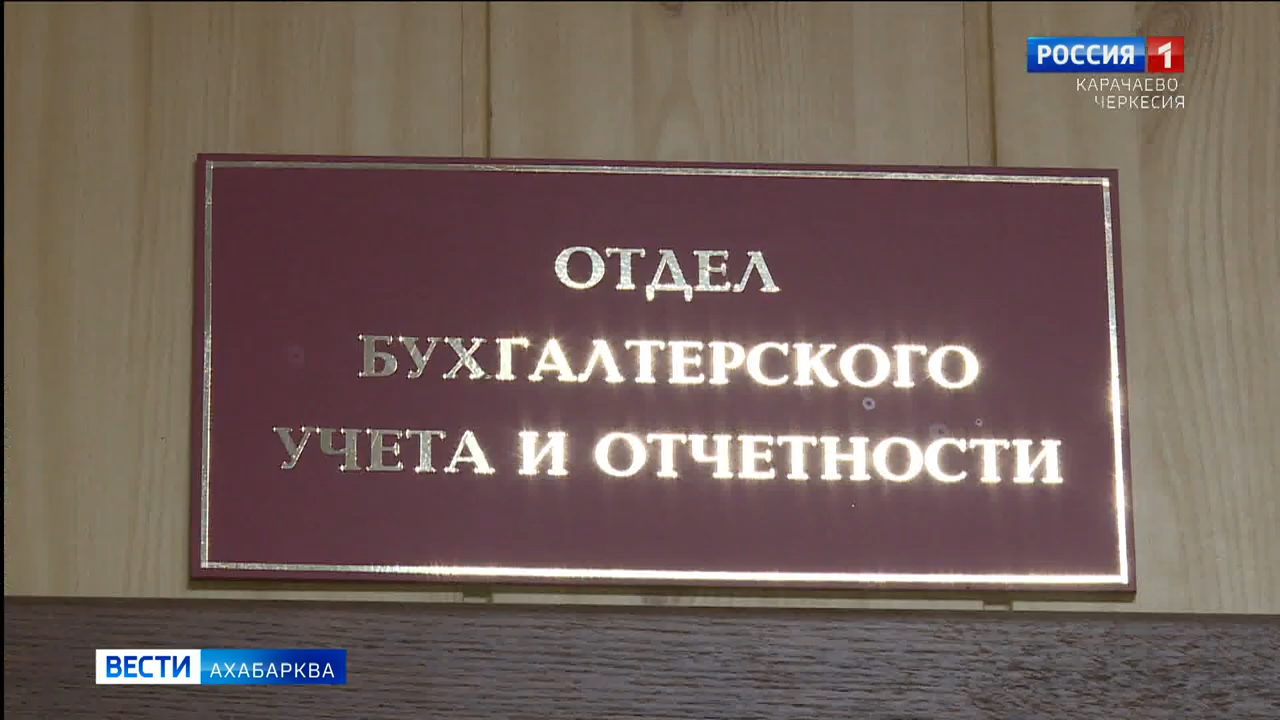 РОССИЯ 1
КАРАЧАЕВО
ЧЕРКЕСИЯ
ОТДЕЛ
БУХГАЛТЕРСКОГО
УЧЕТА И ОТЧЕТНОСТИ
ВЕСТИ АХАБАРКВА